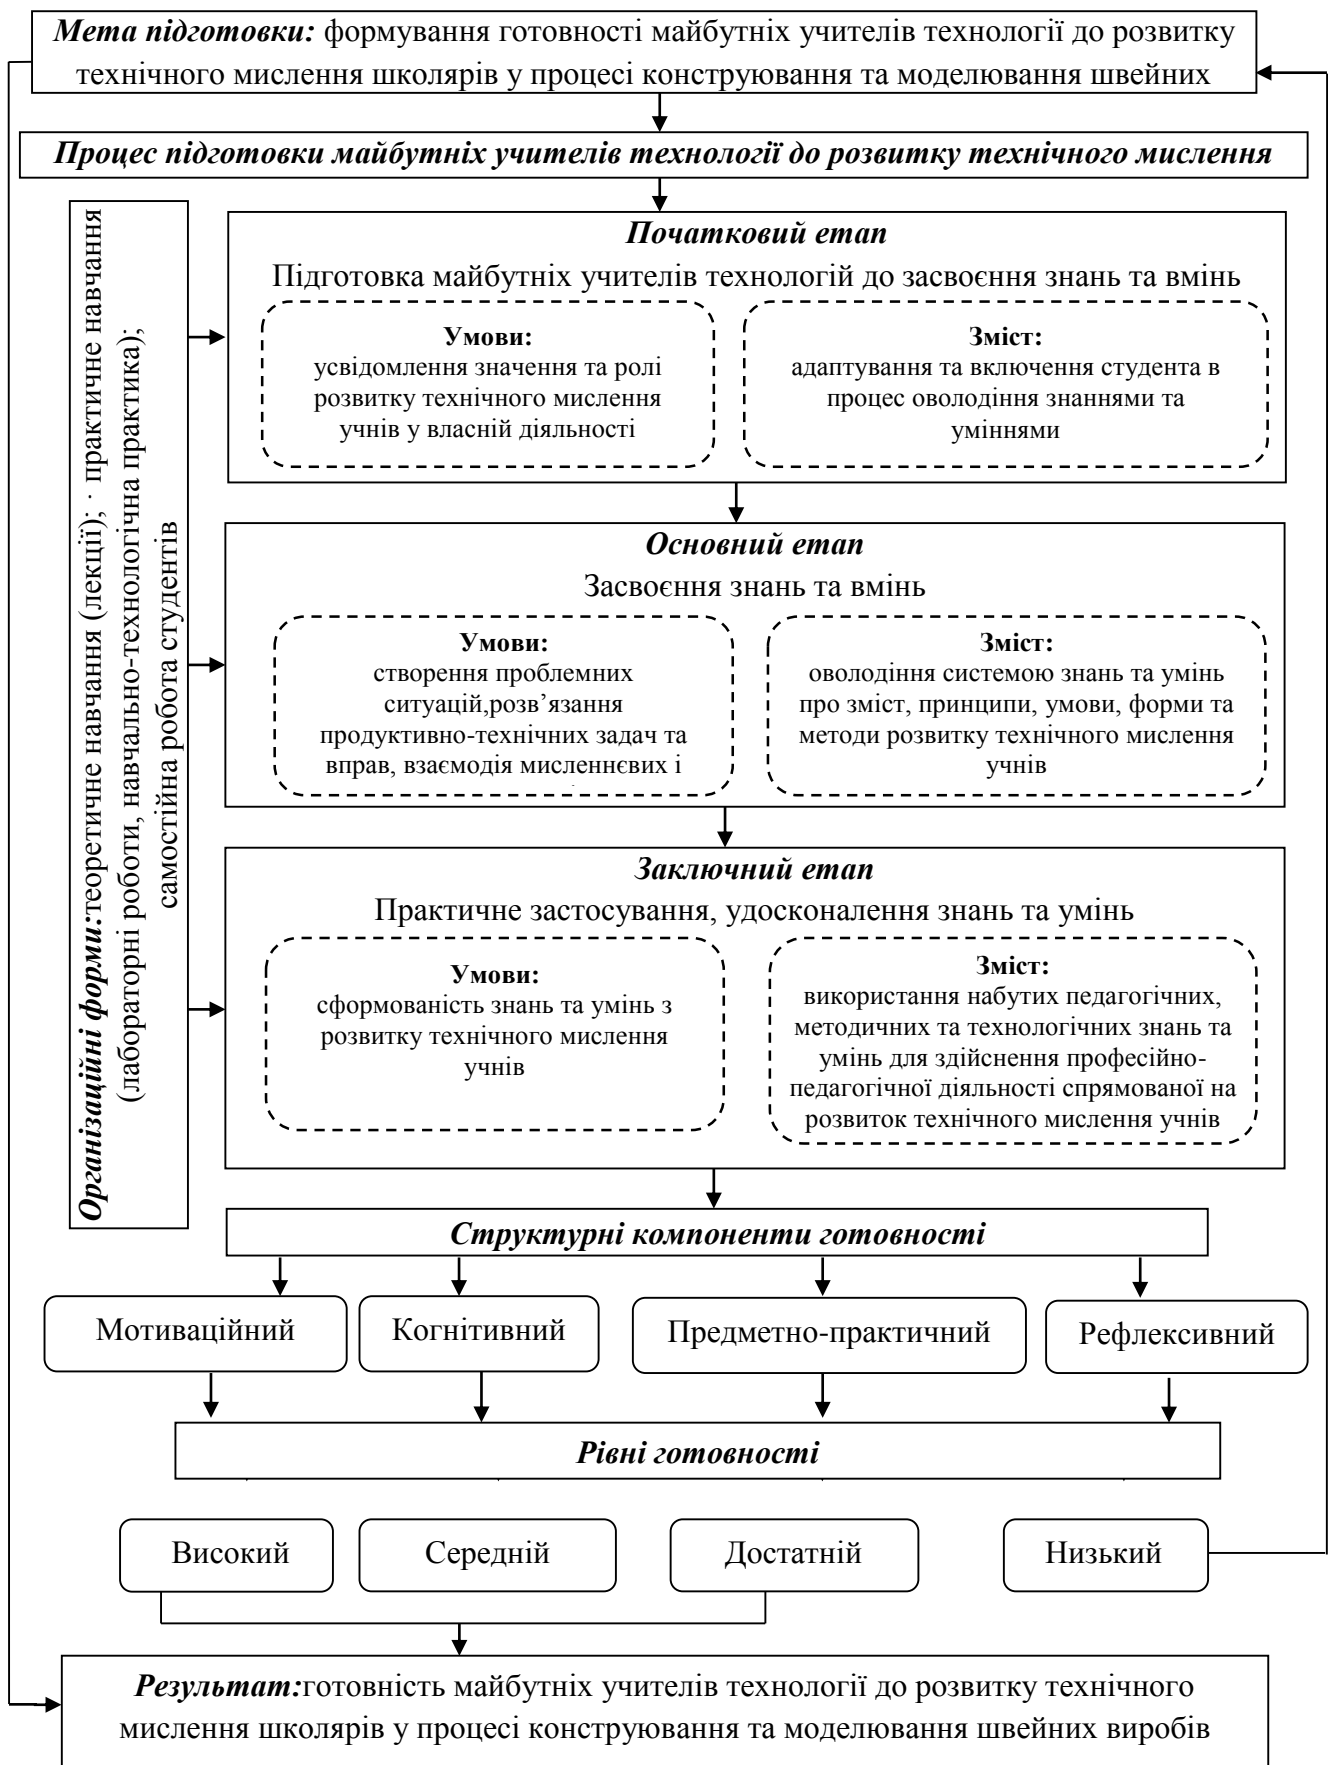 Мета підготовки: формування готовності майбутніх учителів технології до розвитку
технічного мислення школярів у процесі конструювання та моделювання швейних
Процес підготовки майбутніх учителів технології до розвитку технічного мислення
Організаційні форми:теоретичне навчання (лекції); · практичне навчання
(лабораторні роботи, навчально-технологічна практика);
самостійна робота студентів
Початковий етап
Підготовка майбутніх учителів технологій до засвоєння знань та вмінь
Умови:
усвідомлення значення та ролі
розвитку технічного мислення
учнів у власній діяльності
Зміст:
адаптування та включення студента в
процес оволодіння знаннями та
уміннями
Основний етап
Засвоєння знань та вмінь
Умови:
створення проблемних
ситуацій,розв’язання
продуктивно-технічних задач та
вправ, взаємодія мисленнєвих і
Зміст:
оволодіння системою знань та умінь
про зміст, принципи, умови, форми та
методи розвитку технічного мислення
учнів
Заключний етап
Практичне застосування, удосконалення знань та умінь
Умови:
сформованість знань та умінь з
розвитку технічного мислення
учнів
Зміст:
використання набутих педагогічних,
методичних та технологічних знань та
умінь для здійснення професійно-
педагогічної діяльності спрямованої на
розвиток технічного мислення учнів
Структурні компоненти готовності
Мотиваційний
Когнітивний
Предметно-практичний
Рефлексивний
Рівні готовності
Високий
Середній
Достатній
Низький
Результат:готовність майбутніх учителів технології до розвитку технічного
мислення школярів у процесі конструювання та моделювання швейних виробів